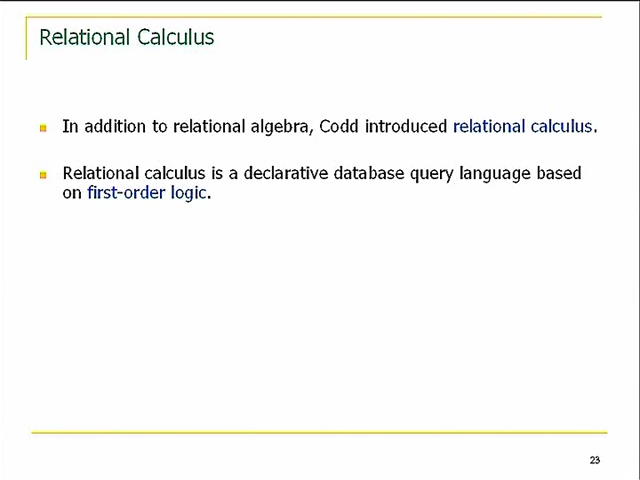 Relational Calculus
In addition to relational algebra, Codd introduced relational calculus.
Relational calculus is a declarative database query language based
on first-order logic.
23